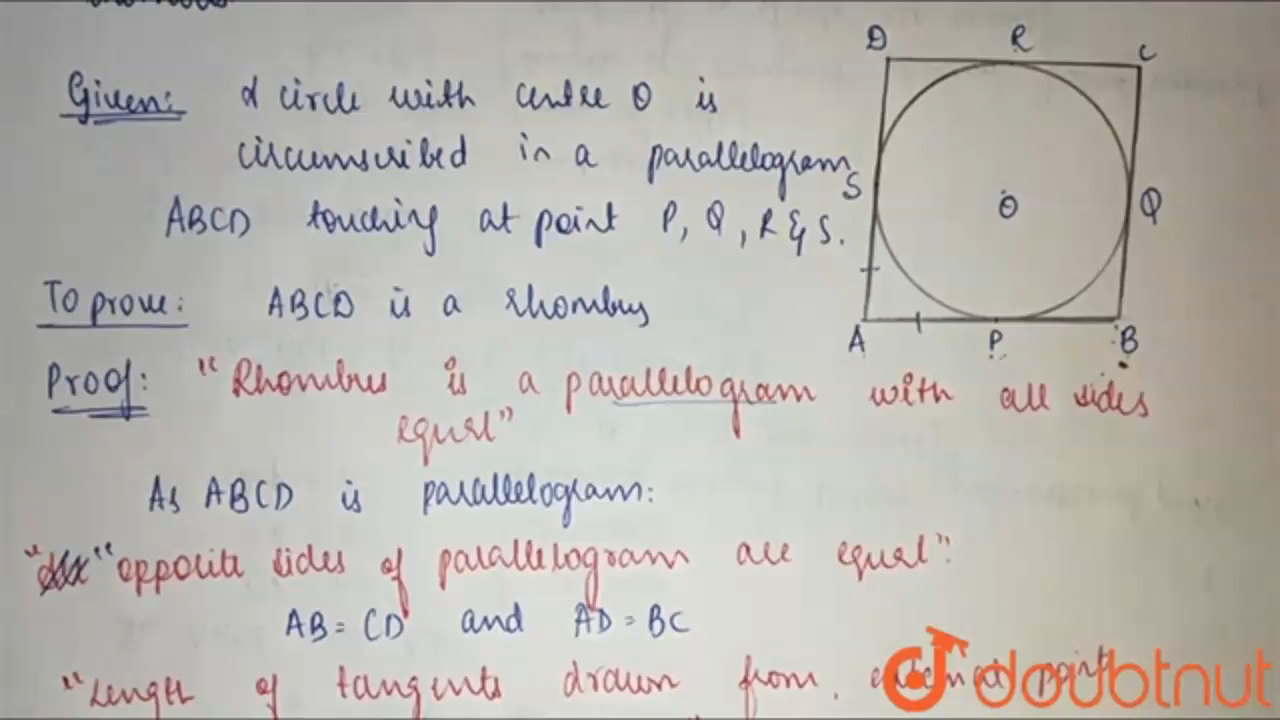 Given: A circle with centre O is
circumscribed in a parallelogram
ABCD touching at point P, Q, R & S.
D R C
S O Q
A P B
To prove: ABCD is a rhombus
Proof: "Rhombus is a parallelogram with all sides
equal"
As ABCD is parallelogram:
"opposite sides of parallelogram are equal":
AB = CD and AD = BC
"Length of tangents drawn from external point
doubtnut